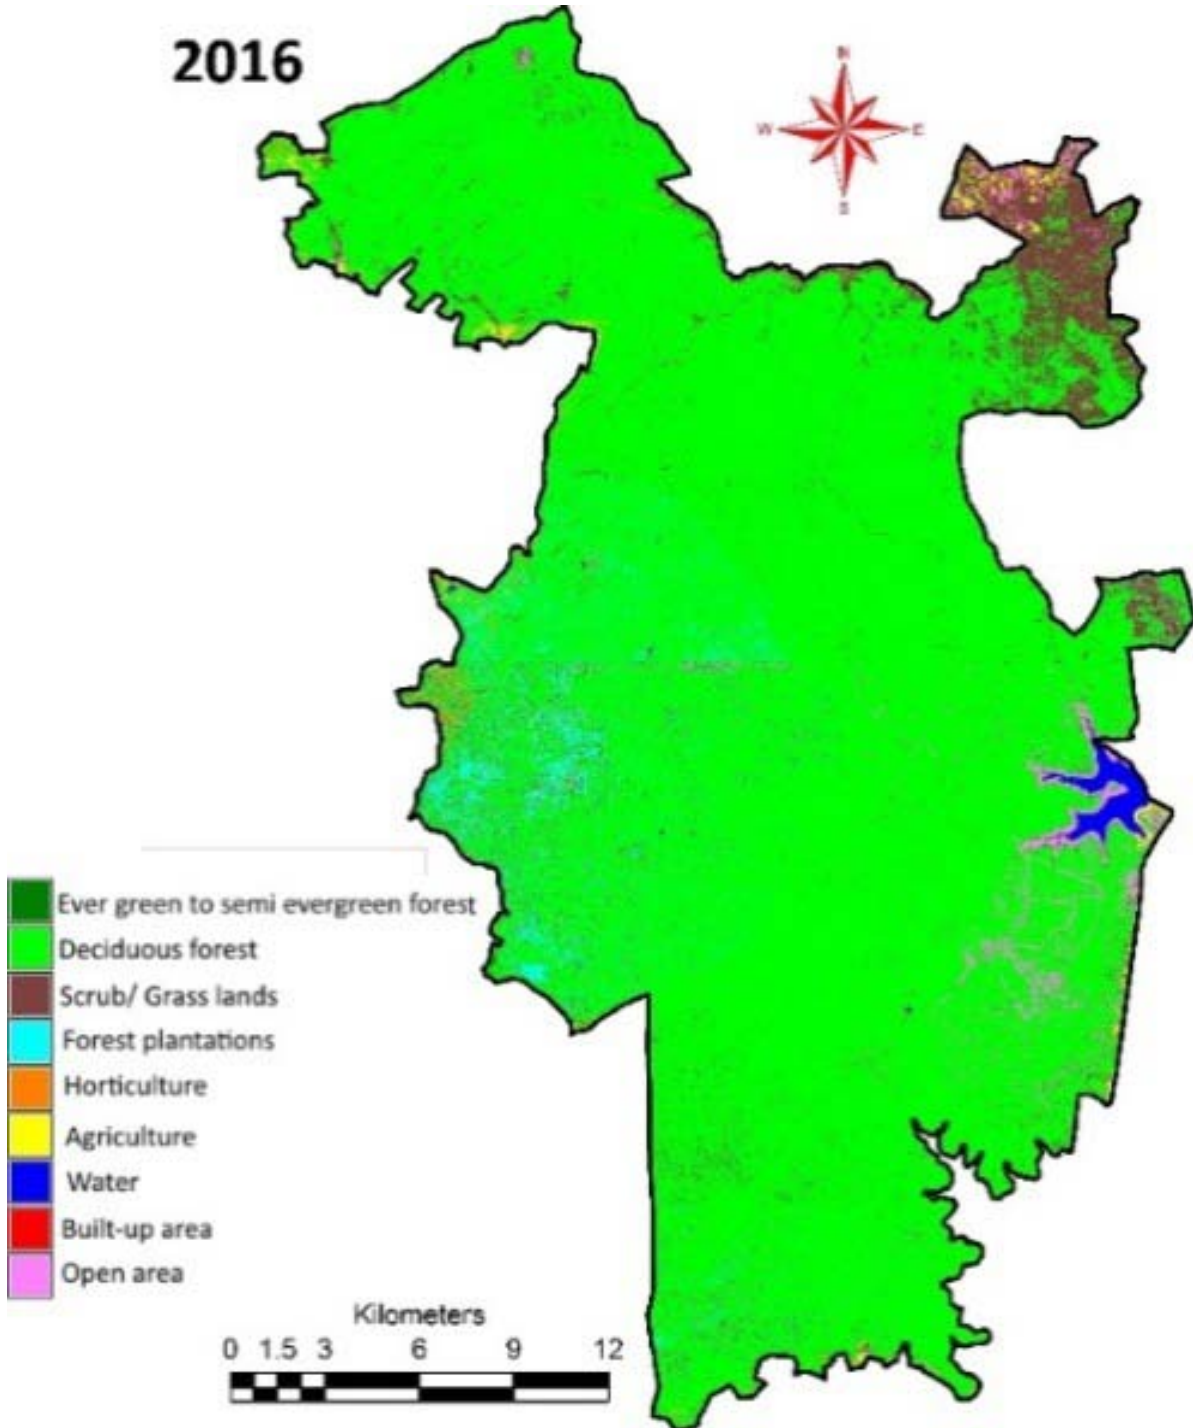 2016
N
W E
S
Ever green to semi evergreen forest
Deciduous forest
Scrub/ Grass lands
Forest plantations
Horticulture
Agriculture
Water
Built-up area
Open area
Kilometers
0 1.5 3 6 9 12